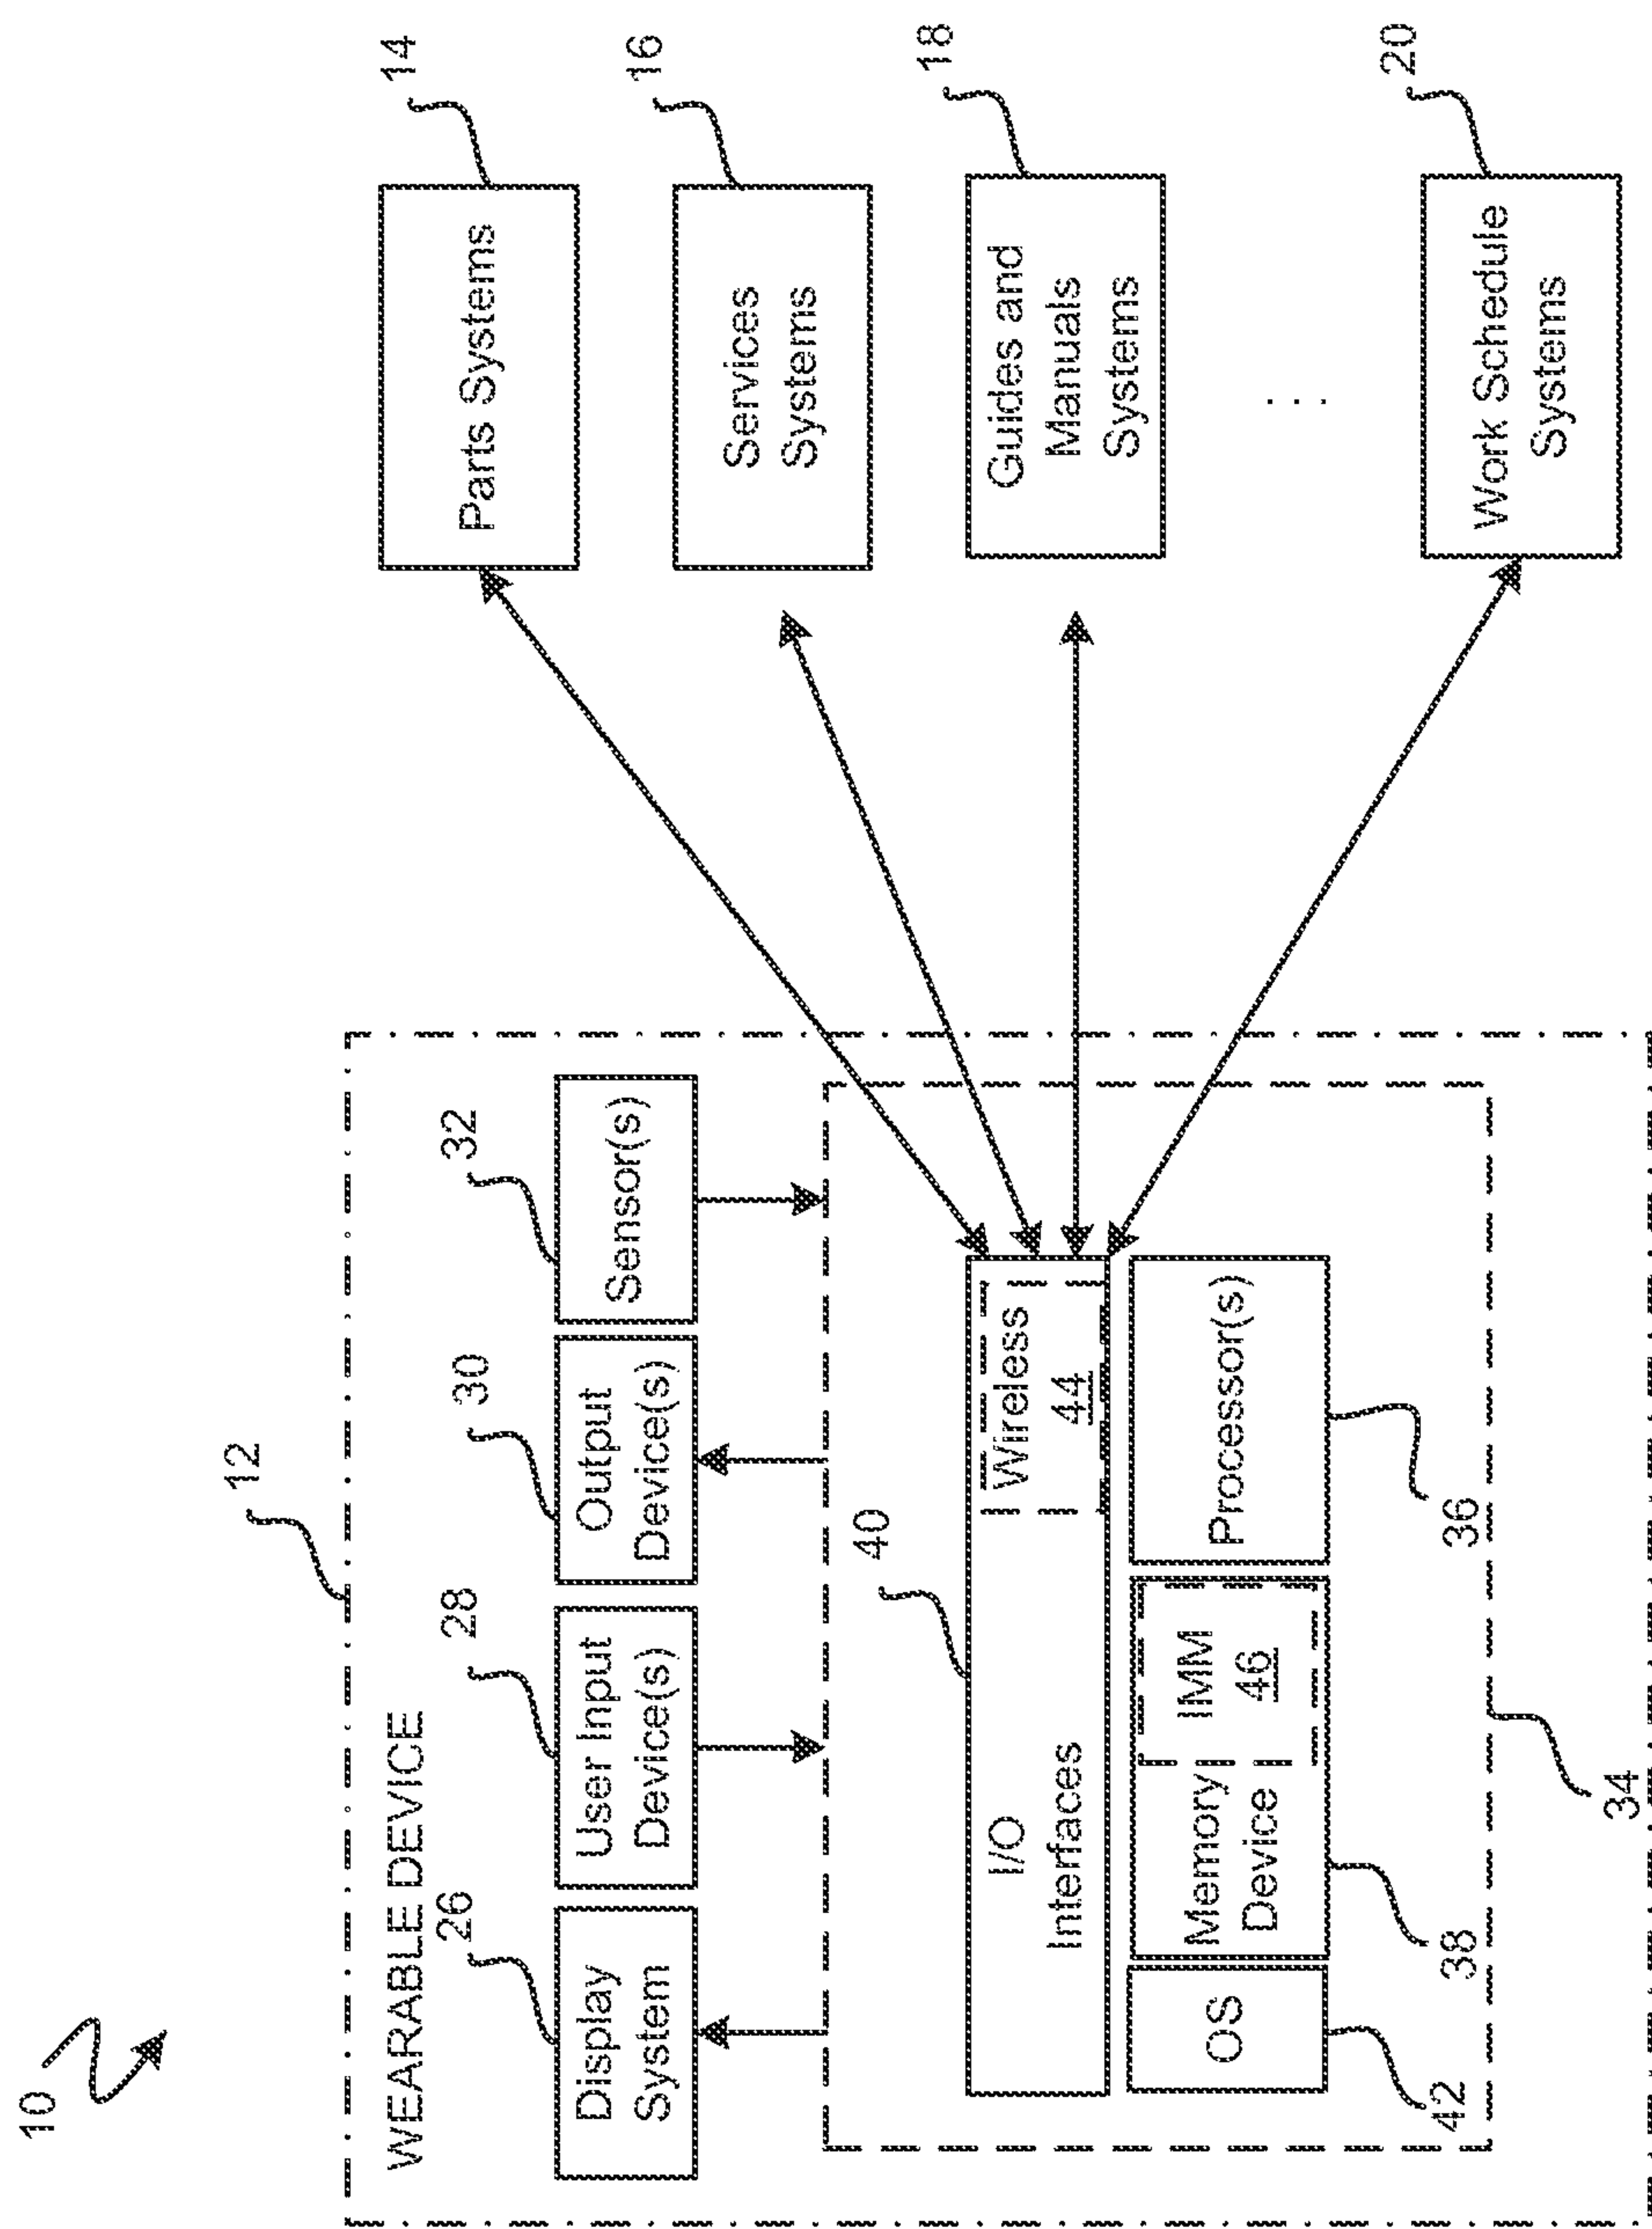 10
12
WEARABLE DEVICE
26
28
30
32
Display
System
User Input
Device(s)
Output
Device(s)
Sensor(s)
40
I/O
Interfaces
Wireless
44
OS
Memory
Device
IMM
46
Processor(s)
42
38
36
34
14
Parts Systems
16
Services
Systems
18
Guides and
Manuals
Systems
. . .
20
Work Schedule
Systems